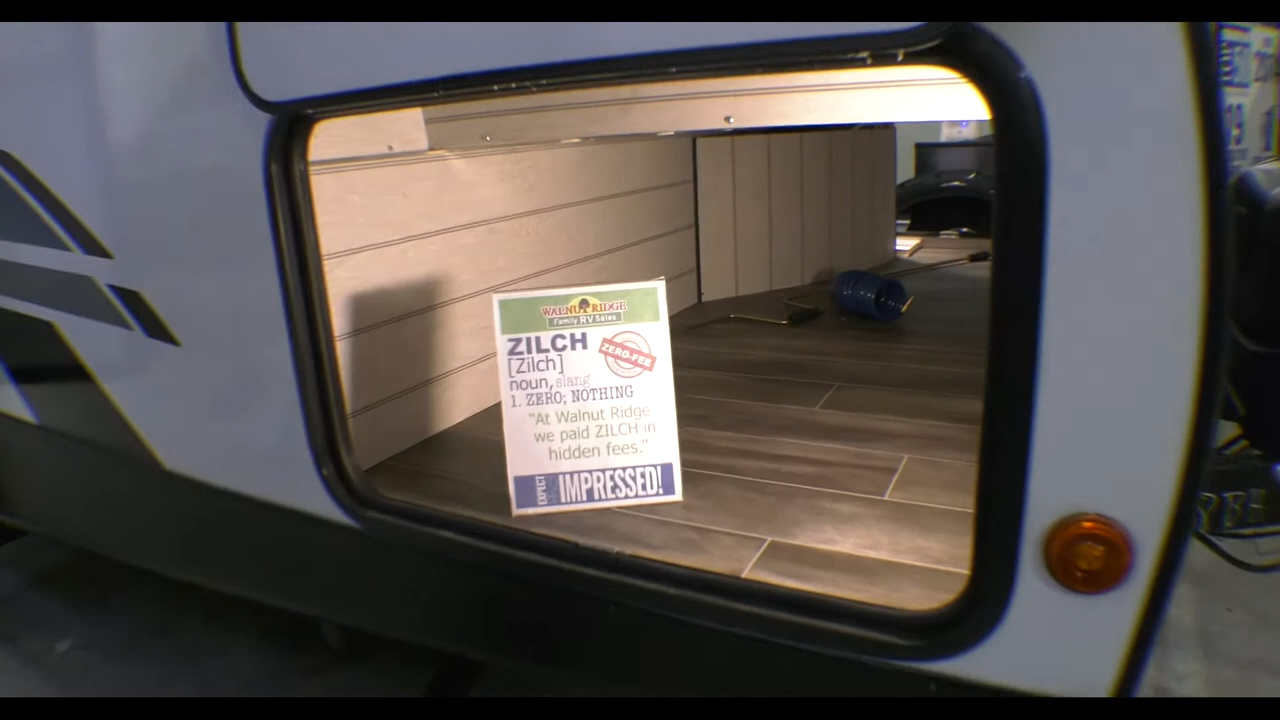 WALNUT RIDGE
Family RV Sales
ZILCH
ZERO-FEE
[Zilch]
noun, slang
1. ZERO; NOTHING
"At Walnut Ridge
we paid ZILCH in
hidden fees."
EXPECT
IMPRESSED!